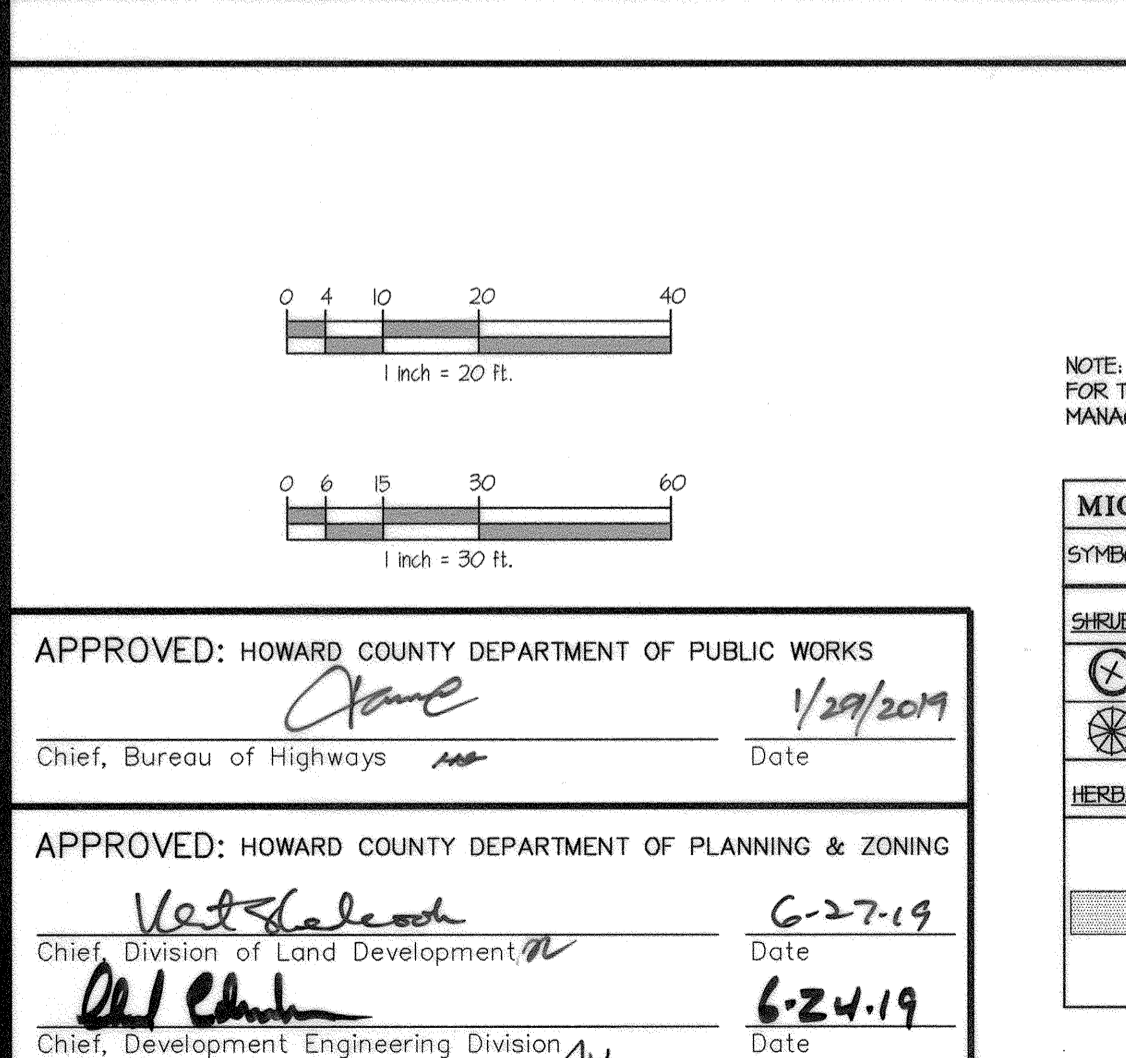 0 4 10 20 40
1 inch = 20 ft.
0 6 15 30 60
1 inch = 30 ft.
APPROVED: HOWARD COUNTY DEPARTMENT OF PUBLIC WORKS
1/29/2019
Chief, Bureau of Highways
Date
APPROVED: HOWARD COUNTY DEPARTMENT OF PLANNING & ZONING
6-27-19
Chief, Division of Land Development
Date
6.24.19
Chief, Development Engineering Division
Date
NOTE:
FOR T
MANA
MIC
SYMB
SHRUB
HERB